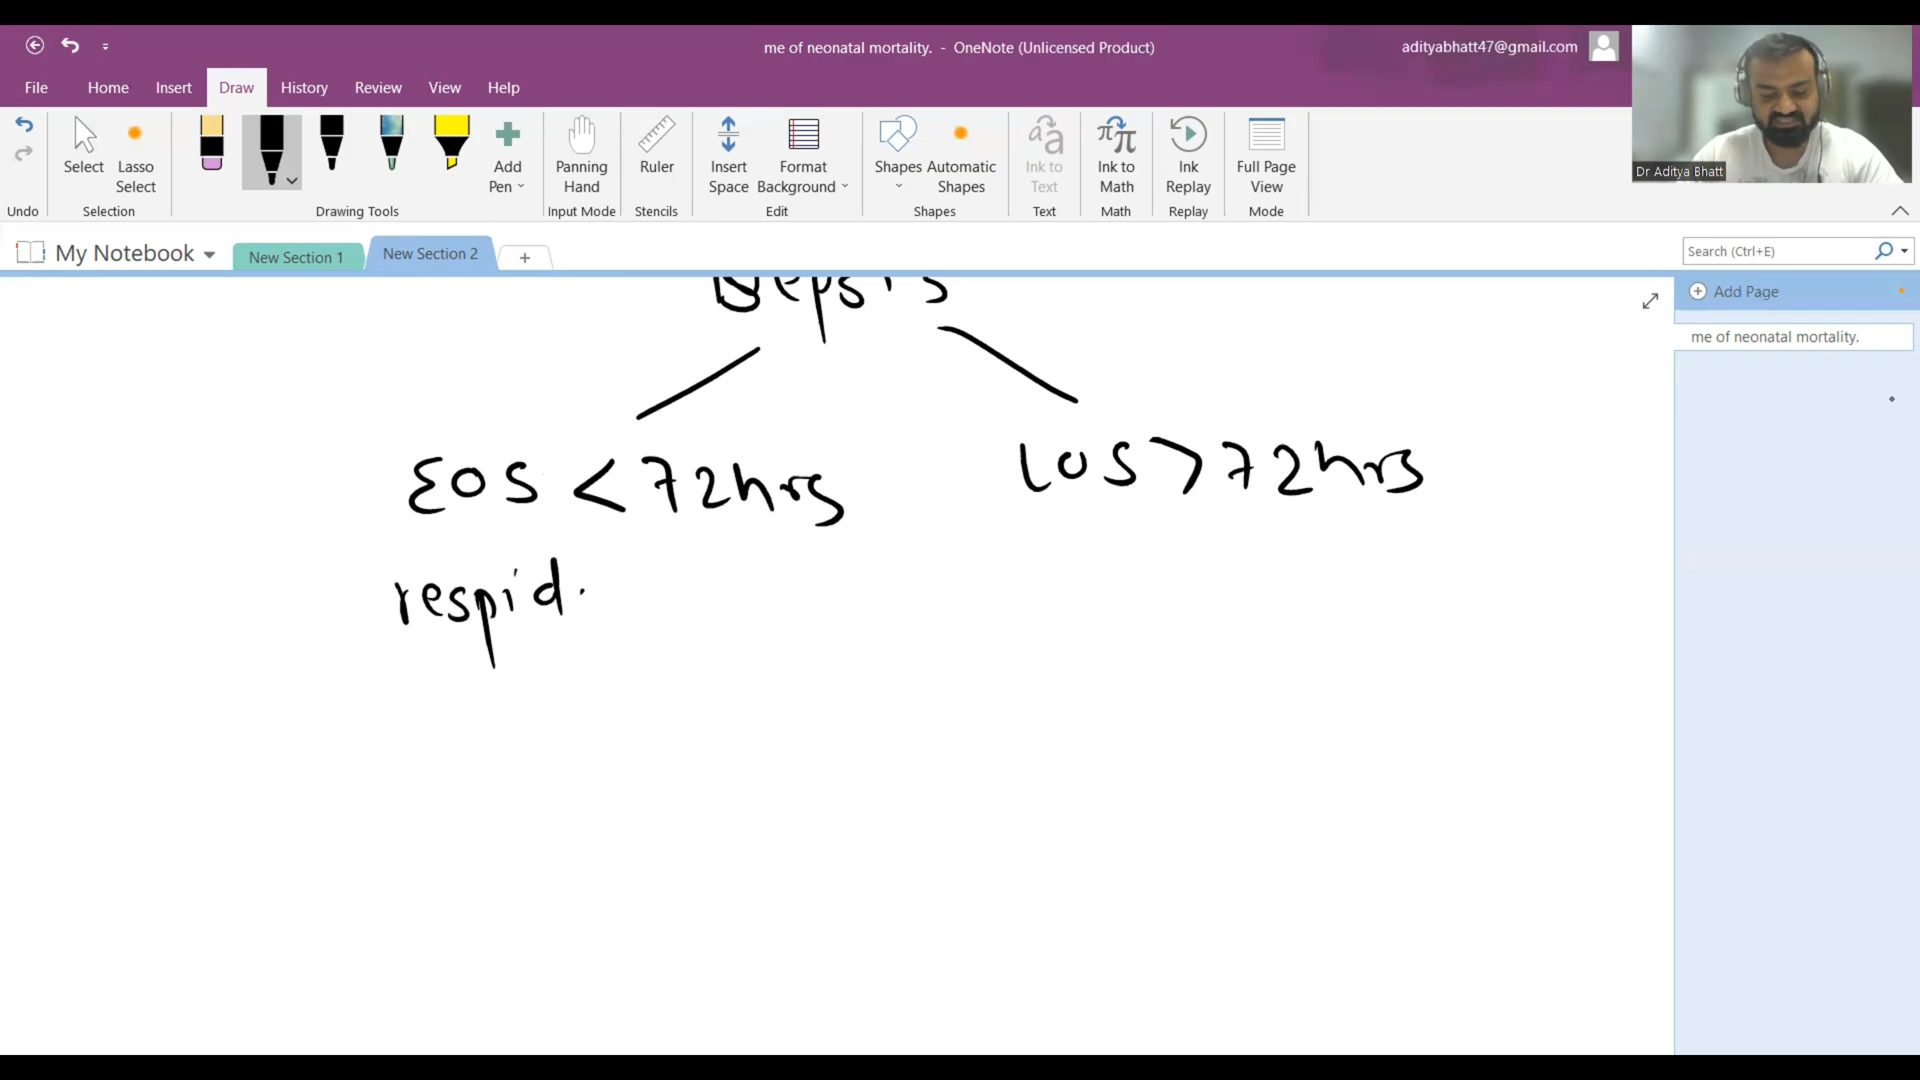 me of neonatal mortality. - OneNote (Unlicensed Product)
adityabhatt47@gmail.com
File Home Insert Draw History Review View Help
Select
Lasso Select
Add Pen
Panning Hand
Ruler
Insert Space
Format Background
Shapes
Automatic Shapes
Ink to Text
Ink to Math
Ink Replay
Full Page View
Dr Aditya Bhatt
Undo Selection Drawing Tools Input Mode Stencils Edit Shapes Text Math Replay Mode
My Notebook New Section 1 New Section 2
Search (Ctrl+E)
Add Page
me of neonatal mortality.
Sepsis
EOS < 72hrs
LOS > 72hrs
respid.